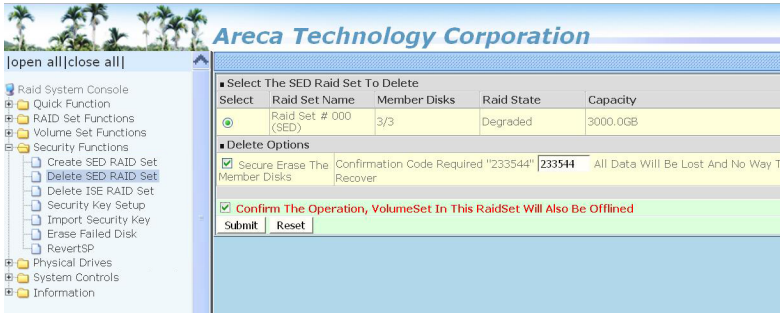 Areca Technology Corporation
|open all|close all|
Raid System Console
Quick Function
RAID Set Functions
Volume Set Functions
Security Functions
Create SED RAID Set
Delete SED RAID Set
Delete ISE RAID Set
Security Key Setup
Import Security Key
Erase Failed Disk
RevertSP
Physical Drives
System Controls
Information
Select The SED Raid Set To Delete
Select Raid Set Name Member Disks Raid State Capacity
Raid Set # 000
(SED)
3/3 Degraded 3000.0GB
Delete Options
Secure Erase The
Member Disks
Confirmation Code Required "233544" 233544 All Data Will Be Lost And No Way T
Recover
Confirm The Operation, VolumeSet In This RaidSet Will Also Be Offlined
Submit Reset